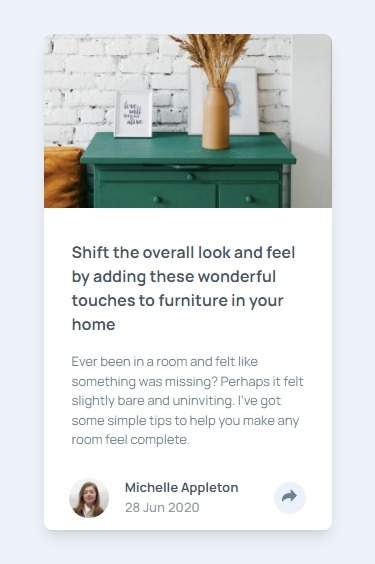 love
well
Shift the overall look and feel
by adding these wonderful
touches to furniture in your
home
Ever been in a room and felt like
something was missing? Perhaps it felt
slightly bare and uninviting. I’ve got
some simple tips to help you make any
room feel complete.
Michelle Appleton
28 Jun 2020